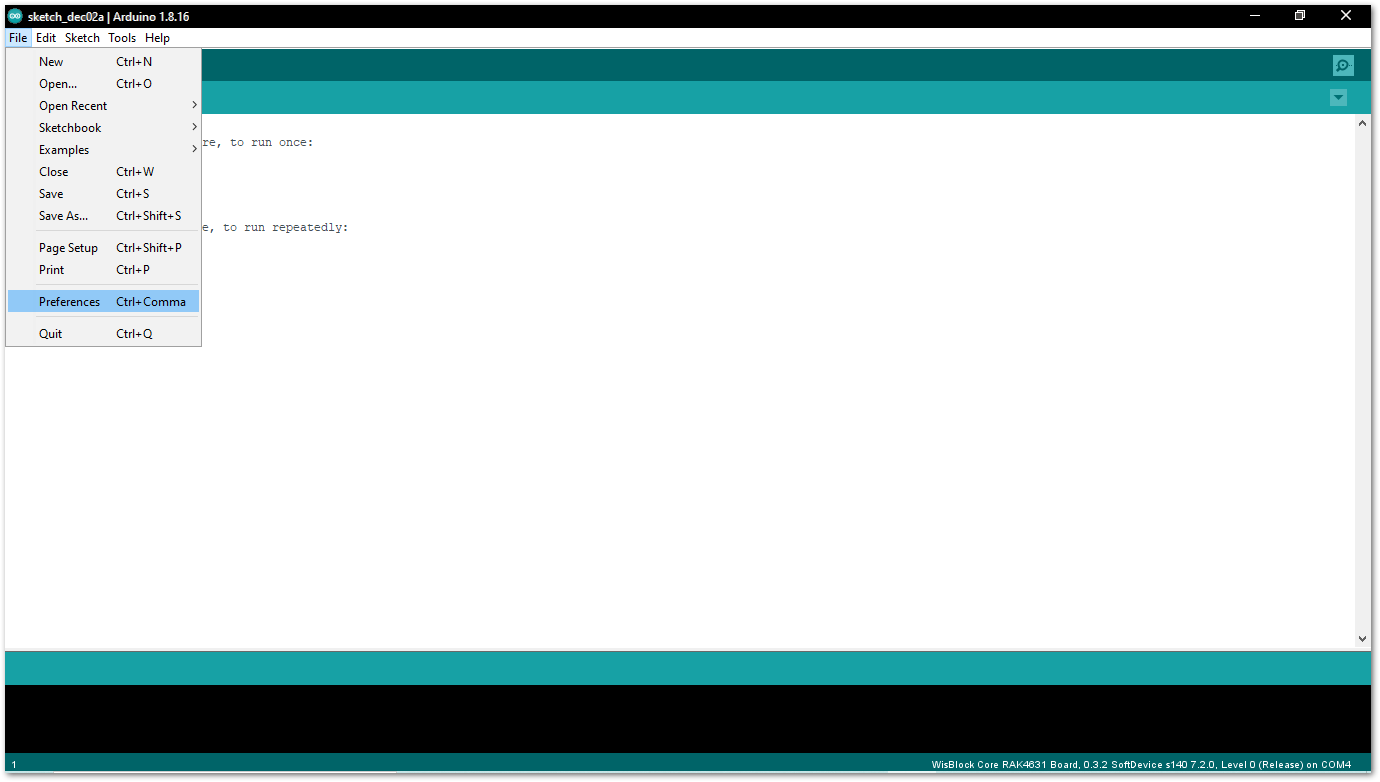 sketch_dec02a | Arduino 1.8.16
File Edit Sketch Tools Help
New Ctrl+N
Open... Ctrl+O
Open Recent
Sketchbook
Examples
re, to run once:
Close Ctrl+W
Save Ctrl+S
Save As... Ctrl+Shift+S
e, to run repeatedly:
Page Setup Ctrl+Shift+P
Print Ctrl+P
Preferences Ctrl+Comma
Quit Ctrl+Q
1 WisBlock Core RAK4631 Board, 0.3.2 SoftDevice s140 7.2.0, Level 0 (Release) on COM4